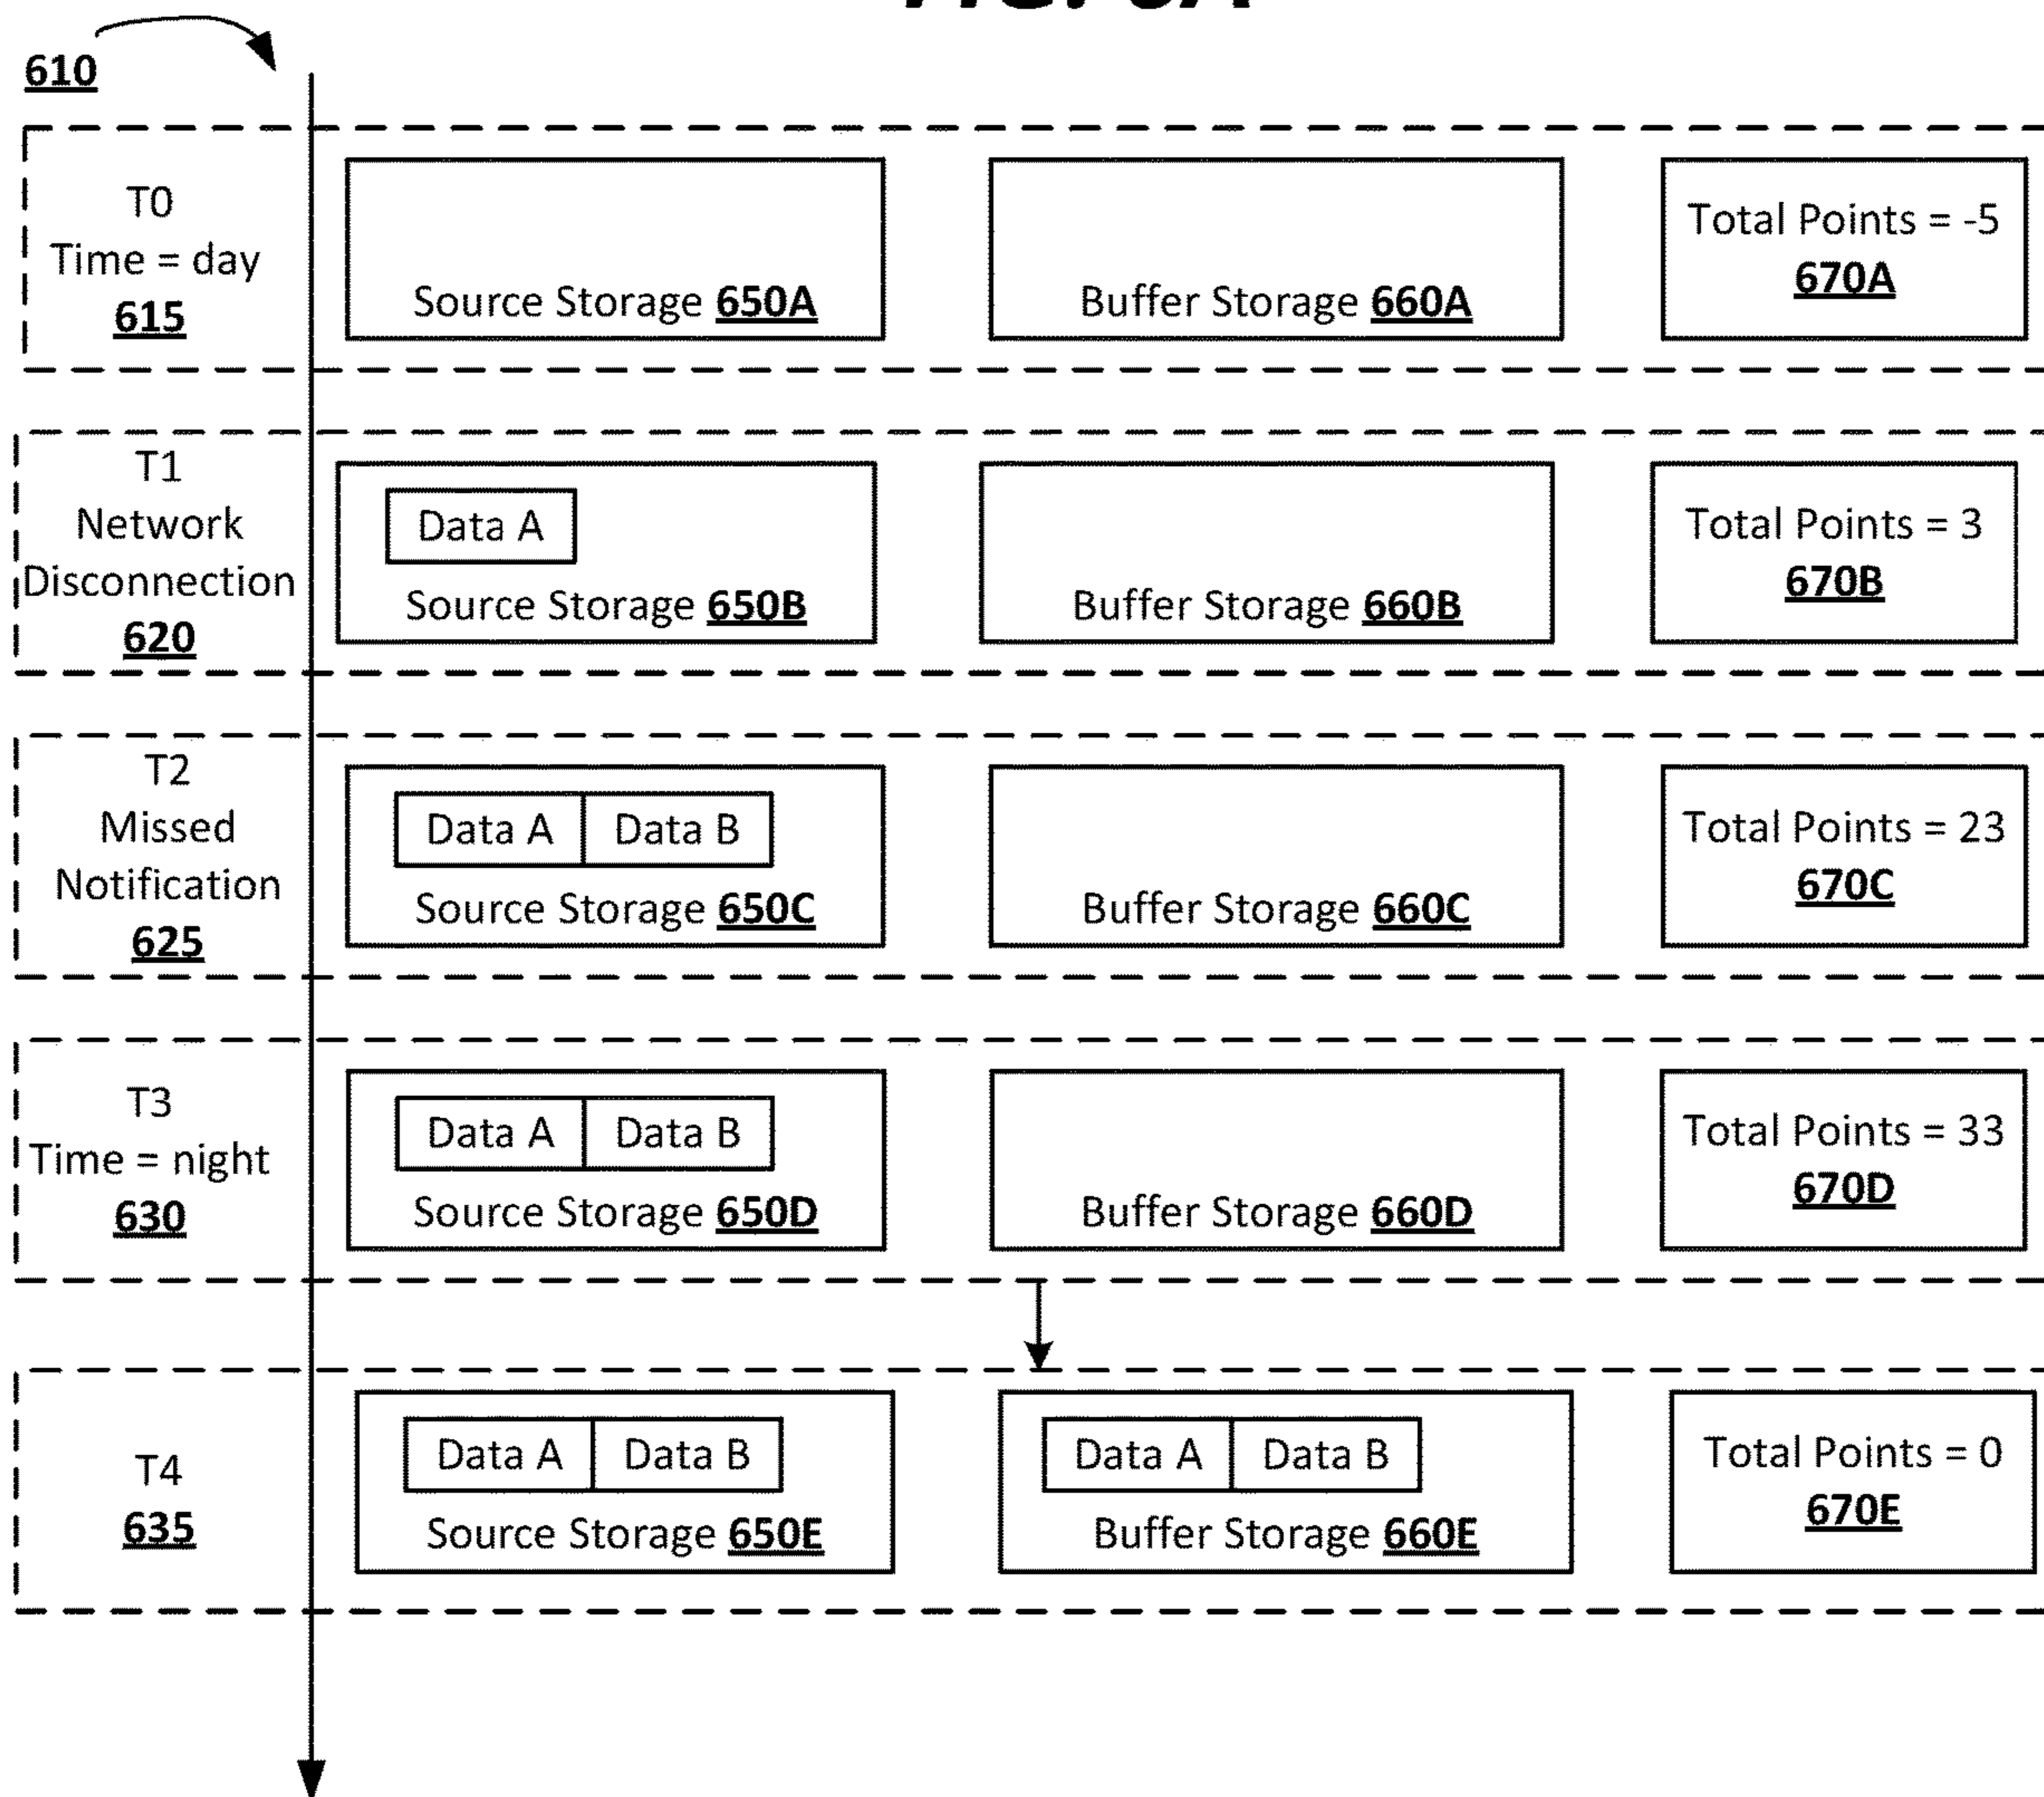 610
T0
Time = day
615
Source Storage 650A
Buffer Storage 660A
Total Points = -5
670A
T1
Network
Disconnection
620
Data A
Source Storage 650B
Buffer Storage 660B
Total Points = 3
670B
T2
Missed
Notification
625
Data A
Data B
Source Storage 650C
Buffer Storage 660C
Total Points = 23
670C
T3
Time = night
630
Data A
Data B
Source Storage 650D
Buffer Storage 660D
Total Points = 33
670D
T4
635
Data A
Data B
Source Storage 650E
Data A
Data B
Buffer Storage 660E
Total Points = 0
670E